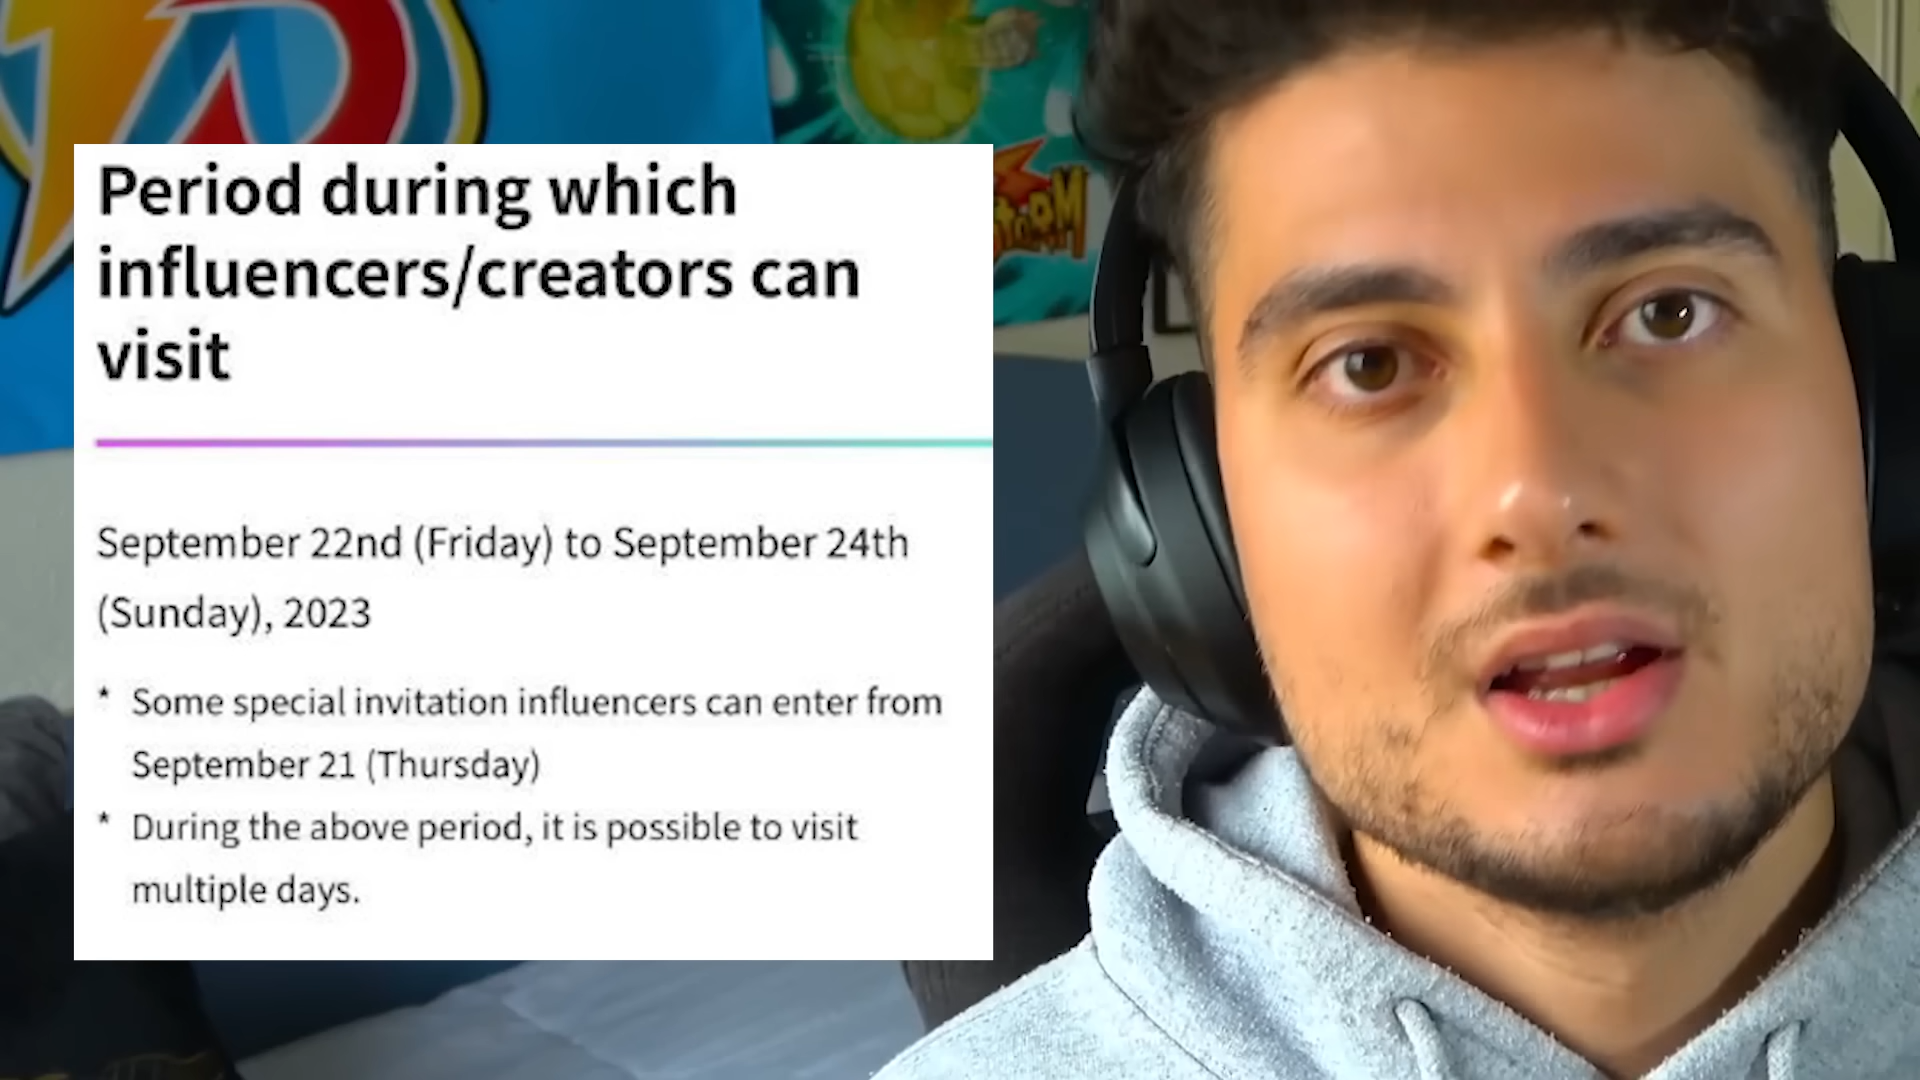 Period during which
influencers/creators can
visit
September 22nd (Friday) to September 24th
(Sunday), 2023
* Some special invitation influencers can enter from
September 21 (Thursday)
* During the above period, it is possible to visit
multiple days.